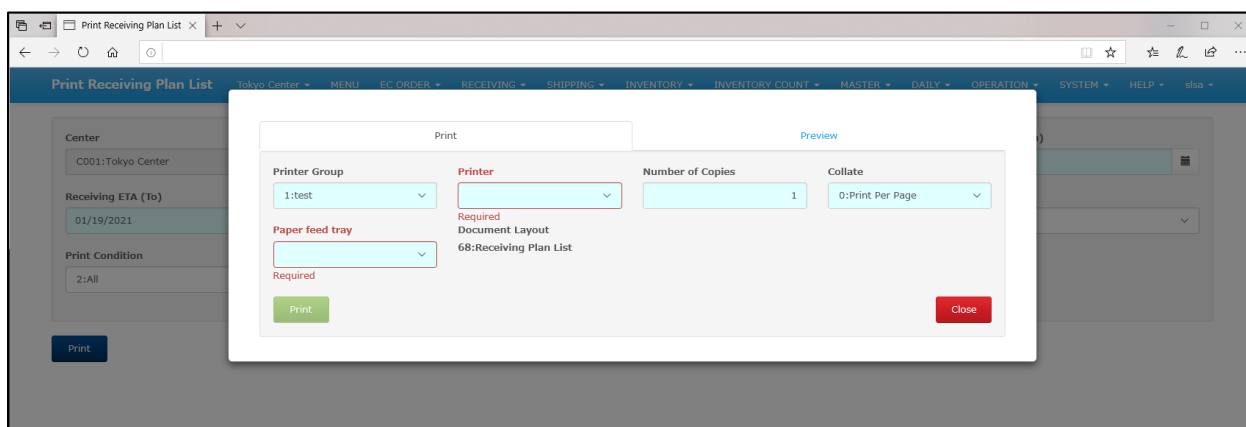 Print Receiving Plan List
Print Receiving Plan List Tokyo Center MENU EC ORDER RECEIVING SHIPPING INVENTORY INVENTORY COUNT MASTER DAILY OPERATION SYSTEM HELP slsa
Center
C001:Tokyo Center
Receiving ETA (To)
01/19/2021
Print Condition
2:All
Print
Print Preview
Printer Group Printer Number of Copies Collate
1:test 1 0:Print Per Page
Required
Paper feed tray Document Layout
68:Receiving Plan List
Required
Print Close